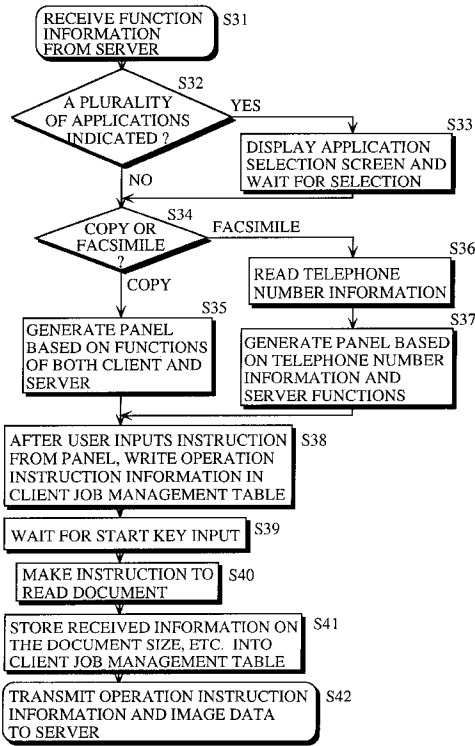 RECEIVE FUNCTION
INFORMATION
FROM SERVER
S31
S32
A PLURALITY
OF APPLICATIONS
INDICATED ?
YES
S33
DISPLAY APPLICATION
SELECTION SCREEN AND
WAIT FOR SELECTION
NO
S34
COPY OR
FACSIMILE
?
FACSIMILE
S36
READ TELEPHONE
NUMBER INFORMATION
COPY
S35
GENERATE PANEL
BASED ON FUNCTIONS
OF BOTH CLIENT AND
SERVER
S37
GENERATE PANEL BASED
ON TELEPHONE NUMBER
INFORMATION AND
SERVER FUNCTIONS
AFTER USER INPUTS INSTRUCTION
FROM PANEL, WRITE OPERATION
INSTRUCTION INFORMATION IN
CLIENT JOB MANAGEMENT TABLE
S38
WAIT FOR START KEY INPUT
S39
MAKE INSTRUCTION TO
READ DOCUMENT
S40
STORE RECEIVED INFORMATION ON
THE DOCUMENT SIZE, ETC. INTO
CLIENT JOB MANAGEMENT TABLE
S41
TRANSMIT OPERATION INSTRUCTION
INFORMATION AND IMAGE DATA
TO SERVER
S42